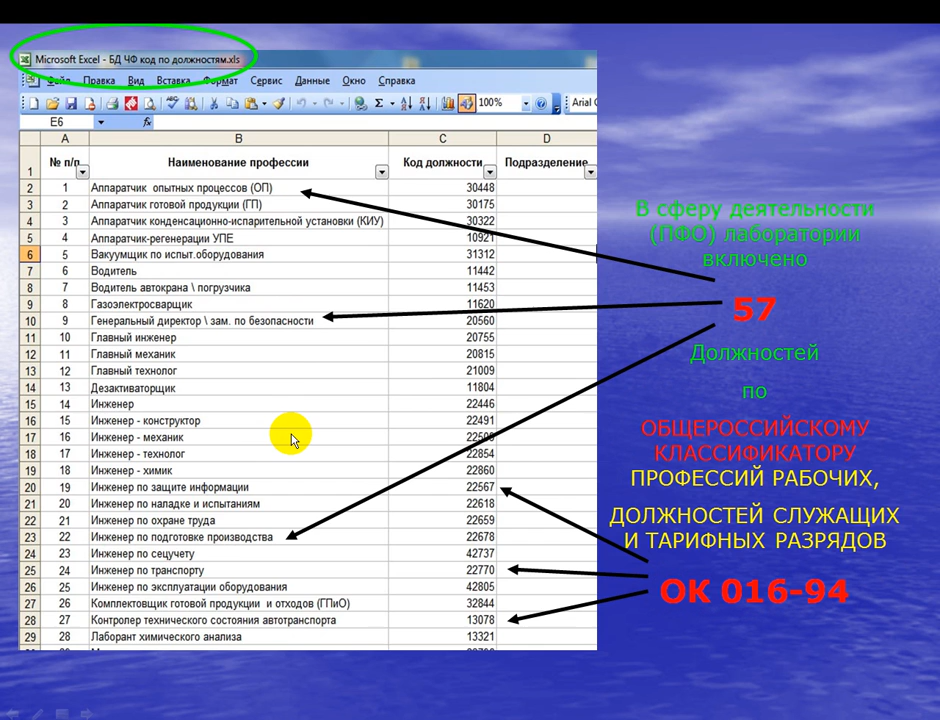 Microsoft Excel - БД ЧФ код по должностям.xls
Файл Правка Вид Вставка Формат Сервис Данные Окно Справка
100% Arial
E6 fx
A B C D
1 № п/п Наименование профессии Код должности Подразделение
2 1 Аппаратчик опытных процессов (ОП) 30448
3 2 Аппаратчик готовой продукции (ГП) 30175
4 3 Аппаратчик конденсационно-испарительной установки (КИУ) 30322
5 4 Аппаратчик-регенерации УПЕ 10921
6 5 Вакуумщик по испыт.оборудования 31312
7 6 Водитель 11442
8 7 Водитель автокрана \ погрузчика 11453
9 8 Газоэлектросварщик 11620
10 9 Генеральный директор \ зам. по безопасности 20560
11 10 Главный инженер 20755
12 11 Главный механик 20815
13 12 Главный технолог 21009
14 13 Дезактиваторщик 11804
15 14 Инженер 22446
16 15 Инженер - конструктор 22491
17 16 Инженер - механик
18 17 Инженер - технолог 22854
19 18 Инженер - химик 22860
20 19 Инженер по защите информации 22567
21 20 Инженер по наладке и испытаниям 22618
22 21 Инженер по охране труда 22659
23 22 Инженер по подготовке производства 22678
24 23 Инженер по сецучету 42737
25 24 Инженер по транспорту 22770
26 25 Инженер по эксплуатации оборудования 42805
27 26 Комплектовщик готовой продукции и отходов (ГПиО) 32844
28 27 Контролер технического состояния автотранспорта 13078
29 28 Лаборант химического анализа 13321
В сферу деятельности
(ПФО) лаборатории
включено
57
Должностей
по
ОБЩЕРОССИЙСКОМУ
КЛАССИФИКАТОРУ
ПРОФЕССИЙ РАБОЧИХ,
ДОЛЖНОСТЕЙ СЛУЖАЩИХ
И ТАРИФНЫХ РАЗРЯДОВ
ОК 016-94